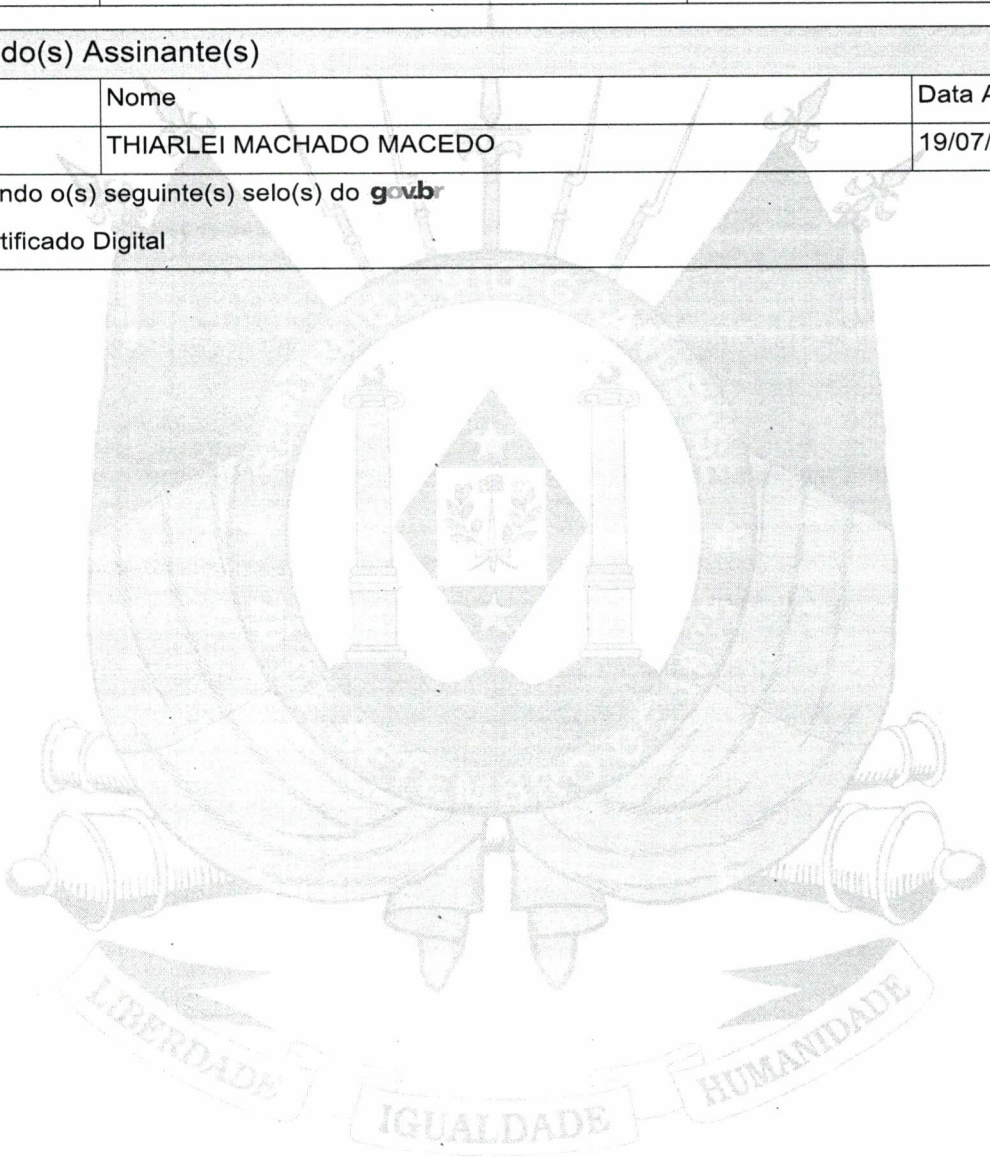 do(s) Assinante(s)
Nome
Data A
THIARLEI MACHADO MACEDO
19/07/
ndo o(s) seguinte(s) selo(s) do gov.br
tificado Digital
LIBERDADE
IGUALDADE
HUMANIDADE